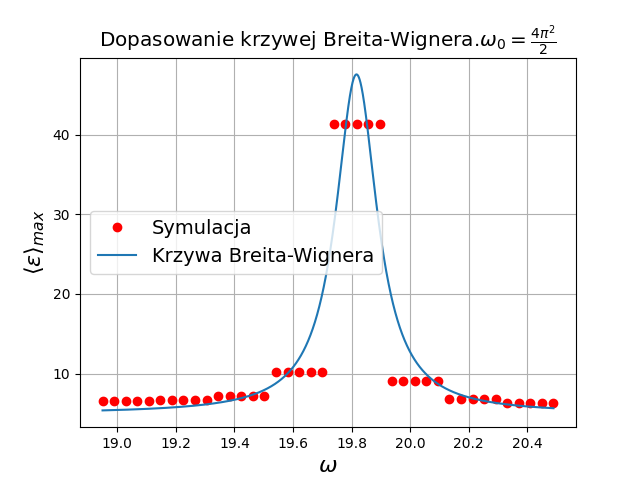 Dopasowanie krzywej Breita-Wignera.ω₀ = 4π²/2
40
30
20
10
⟨ε⟩max
Symulacja
Krzywa Breita-Wignera
19.0 19.2 19.4 19.6 19.8 20.0 20.2 20.4
ω